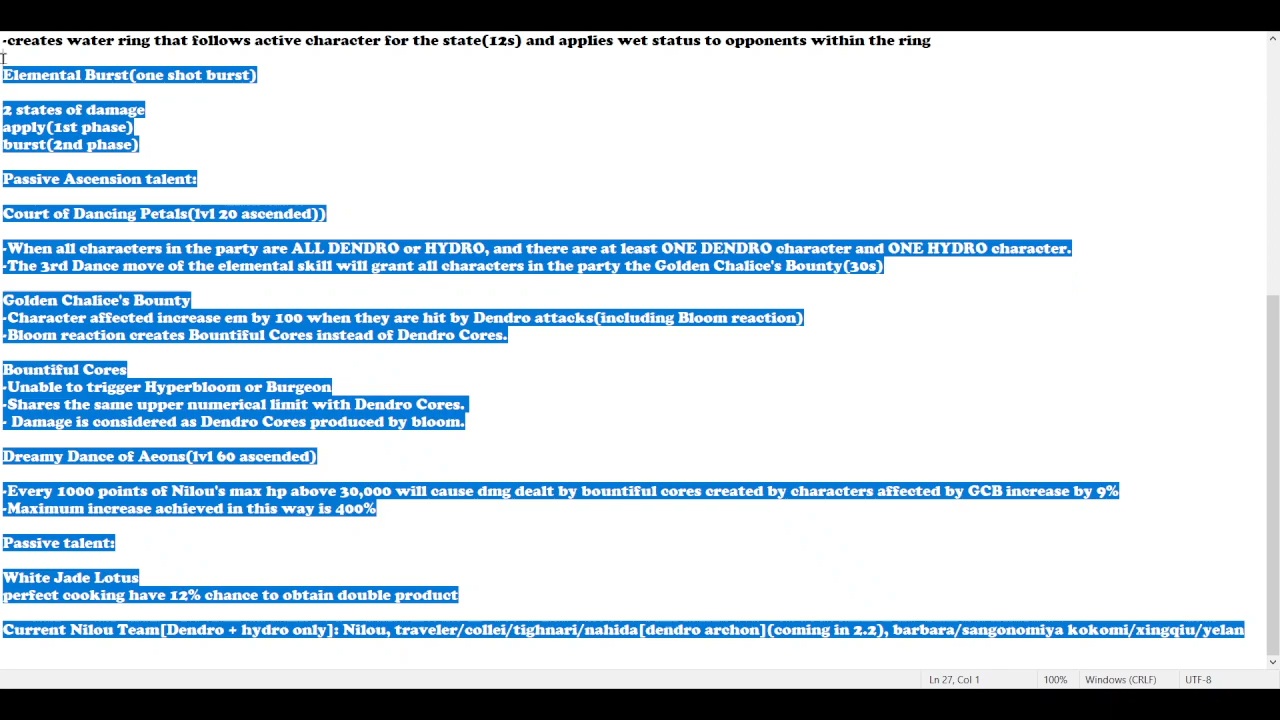 -creates water ring that follows active character for the state(12s) and applies wet status to opponents within the ring
Elemental Burst(one shot burst)
2 states of damage
apply(1st phase)
burst(2nd phase)
Passive Ascension talent:
Court of Dancing Petals(lvl 20 ascended))
-When all characters in the party are ALL DENDRO or HYDRO, and there are at least ONE DENDRO character and ONE HYDRO character.
-The 3rd Dance move of the elemental skill will grant all characters in the party the Golden Chalice's Bounty(30s)
Golden Chalice's Bounty
-Character affected increase em by 100 when they are hit by Dendro attacks(including Bloom reaction)
-Bloom reaction creates Bountiful Cores instead of Dendro Cores.
Bountiful Cores
-Unable to trigger Hyperbloom or Burgeon
-Shares the same upper numerical limit with Dendro Cores.
- Damage is considered as Dendro Cores produced by bloom.
Dreamy Dance of Aeons(lvl 60 ascended)
-Every 1000 points of Nilou's max hp above 30,000 will cause dmg dealt by bountiful cores created by characters affected by GCB increase by 9%
-Maximum increase achieved in this way is 400%
Passive talent:
White Jade Lotus
perfect cooking have 12% chance to obtain double product
Current Nilou Team[Dendro + hydro only]: Nilou, traveler/collei/tighnari/nahida[dendro archon](coming in 2.2), barbara/sangonomiya kokomi/xingqiu/yelan
Ln 27, Col 1 100% Windows (CRLF) UTF-8